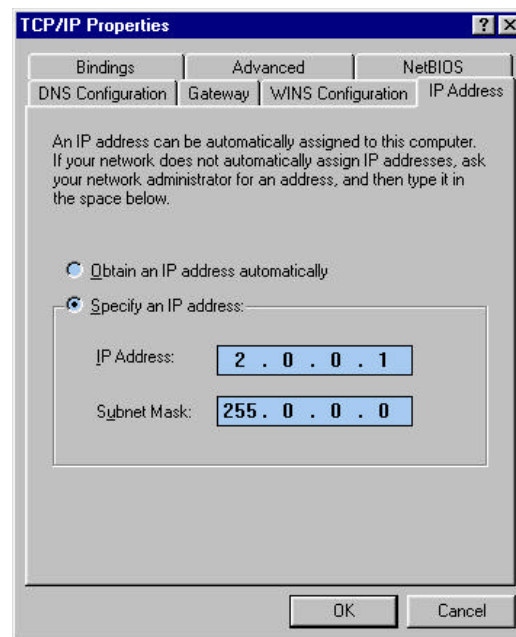 TCP/IP Properties ? X
Bindings Advanced NetBIOS
DNS Configuration Gateway WINS Configuration IP Address
An IP address can be automatically assigned to this computer.
If your network does not automatically assign IP addresses, ask
your network administrator for an address, and then type it in
the space below.
Obtain an IP address automatically
Specify an IP address:
IP Address: 2 . 0 . 0 . 1
Subnet Mask: 255 . 0 . 0 . 0
OK Cancel